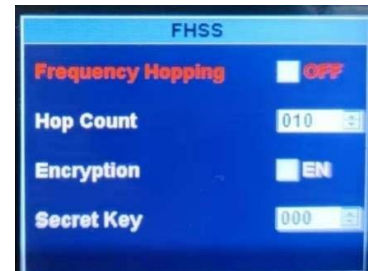 FHSS
Frequency Hopping OFF
Hop Count 010
Encryption EN
Secret Key 000